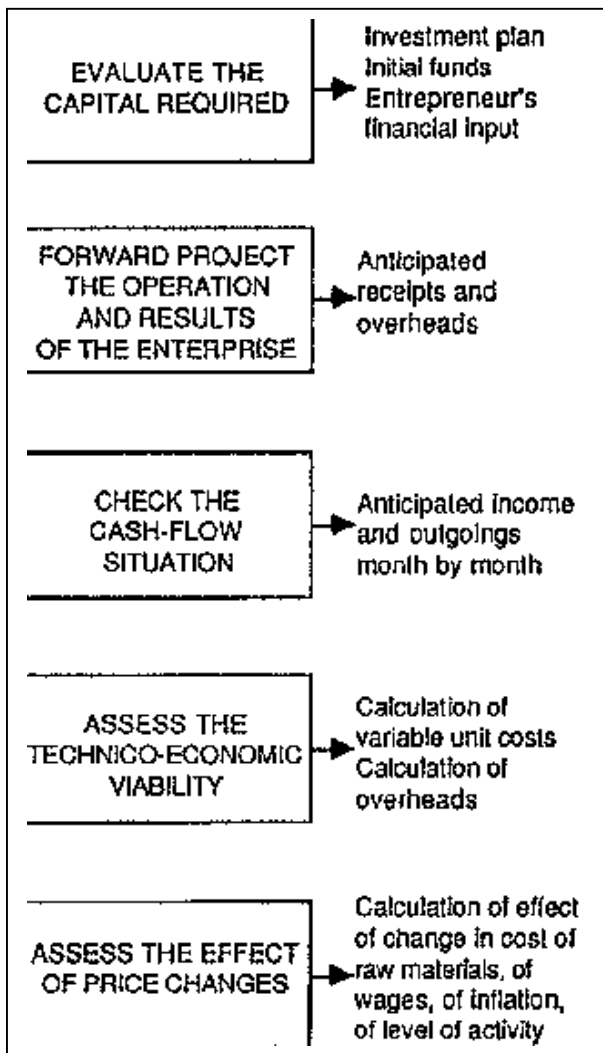 EVALUATE THE
CAPITAL REQUIRED
Investment plan
Initial funds
Entrepreneur's
financial input
FORWARD PROJECT
THE OPERATION
AND RESULTS
OF THE ENTERPRISE
Anticipated
receipts and
overheads
CHECK THE
CASH-FLOW
SITUATION
Anticipated income
and outgoings
month by month
ASSESS THE
TECHNICO-ECONOMIC
VIABILITY
Calculation of
variable unit costs
Calculation of
overheads
ASSESS THE EFFECT
OF PRICE CHANGES
Calculation of effect
of change in cost of
raw materials, of
wages, of inflation,
of level of activity